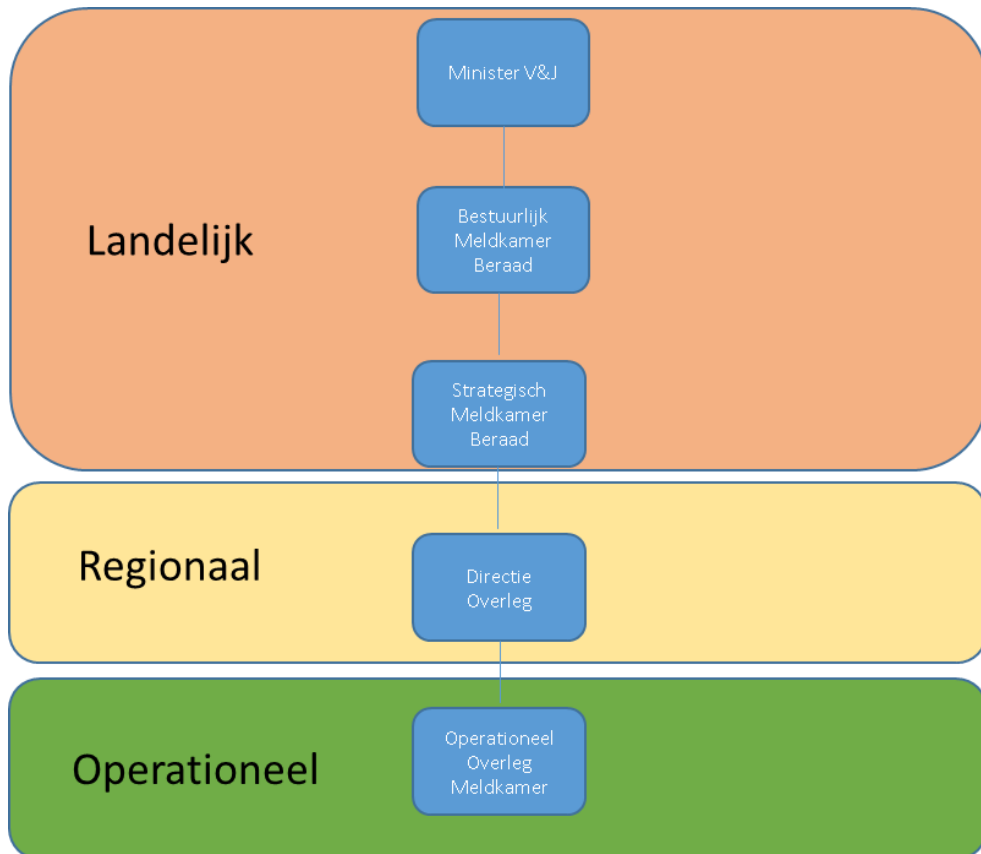 Minister V&J
Landelijk
Bestuurlijk
Meldkamer
Beraad
Strategisch
Meldkamer
Beraad
Regionaal
Directie
Overleg
Operationeel
Operationeel
Overleg
Meldkamer